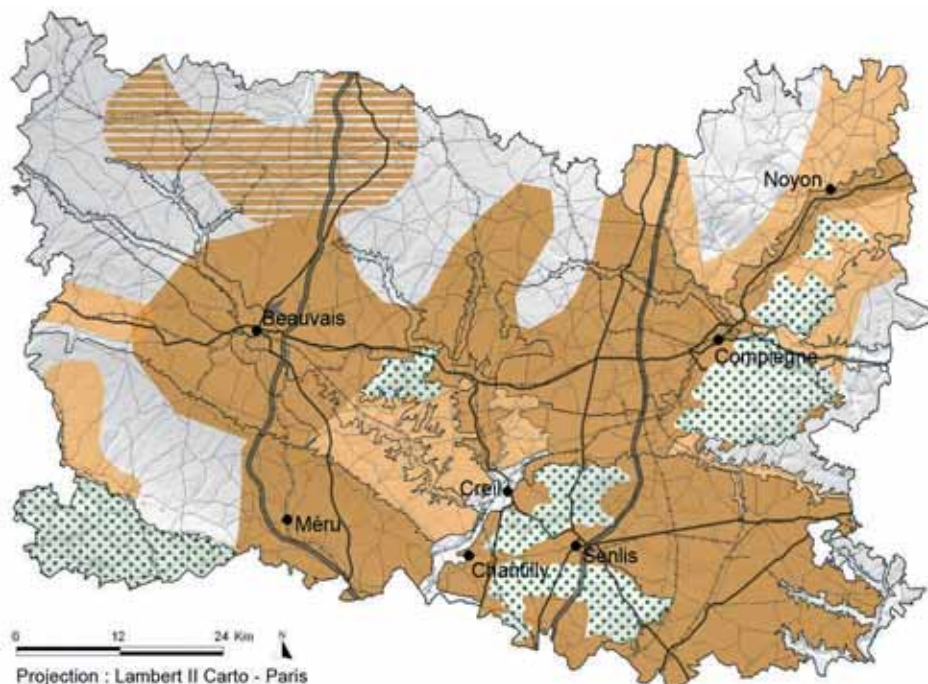 Noyon
Beauvais
Compiègne
Creil
Méru
Senlis
Chantilly
0 12 24 Km
N
Projection : Lambert II Carto - Paris